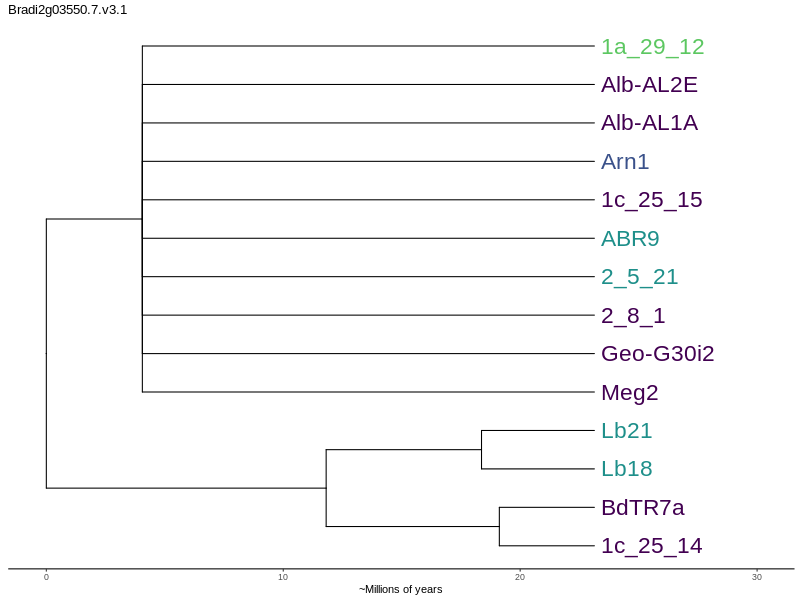 Bradi2g03550.7.v3.1
1a_29_12
Alb-AL2E
Alb-AL1A
Arn1
1c_25_15
ABR9
2_5_21
2_8_1
Geo-G30i2
Meg2
Lb21
Lb18
BdTR7a
1c_25_14
0 10 20 30
~Millions of years